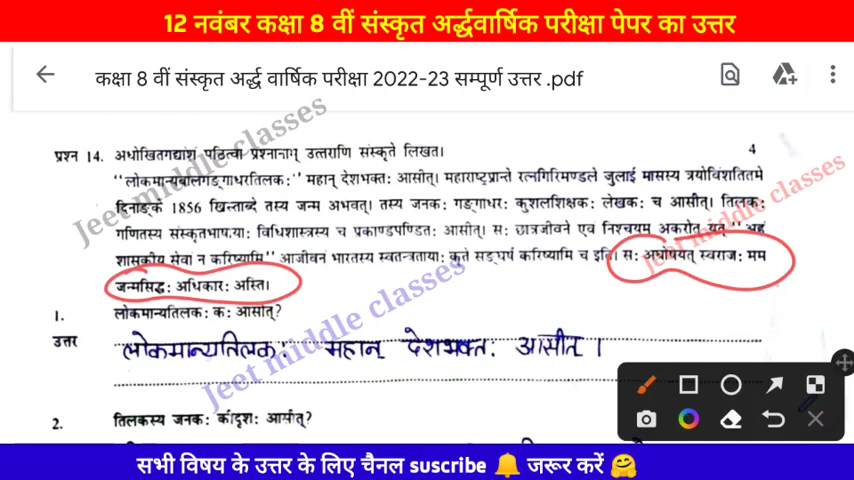 12 नवंबर कक्षा 8 वीं संस्कृत अर्द्धवार्षिक परीक्षा पेपर का उत्तर
कक्षा 8 वीं संस्कृत अर्द्ध वार्षिक परीक्षा 2022-23 सम्पूर्ण उत्तर .pdf
प्रश्न 14. अधोखितगद्यांश पठित्वा प्रश्नानाम् उत्तराणि संस्कृते लिखत। 4
"लोकमान्यबालगङ्गाधरतिलक:" महान् देशभक्त: आसीत्। महाराष्ट्रप्रान्ते रत्नगिरिमण्डले जुलाई मासस्य त्रयोविंशतितमे
दिनाङ्के 1856 खिस्ताब्दे तस्य जन्म अभवत्। तस्य जनक: गङ्गाधर: कुशलशिक्षक: लेखक: च आसीत्। तिलक:
गणितस्य संस्कृतभाषाया: विधिशास्त्रस्य च प्रकाण्डपण्डित: आसीत्। स: छात्रजीवने एवं निश्चयम् अकरोत् यत् "अहं
शासकीय सेवां न करिष्यामि" आजीवनं भारतस्य स्वतन्त्रताया: कृते सङ्घर्षं करिष्यामि च इति। स: अघोषयत् स्वराज: मम
जन्मसिद्ध: अधिकार: अस्ति।
1. लोकमान्यतिलक: क: आसीत्?
उत्तर लोकमान्यतिलक: महान् देशभक्त: आसीत् ।
2. तिलकस्य जनक: कीदृश: आसीत्?
Jeet middle classes
Jeet middle classes
Jeet middle classes
सभी विषय के उत्तर के लिए चैनल suscribe 🔔 जरूर करें 🤗